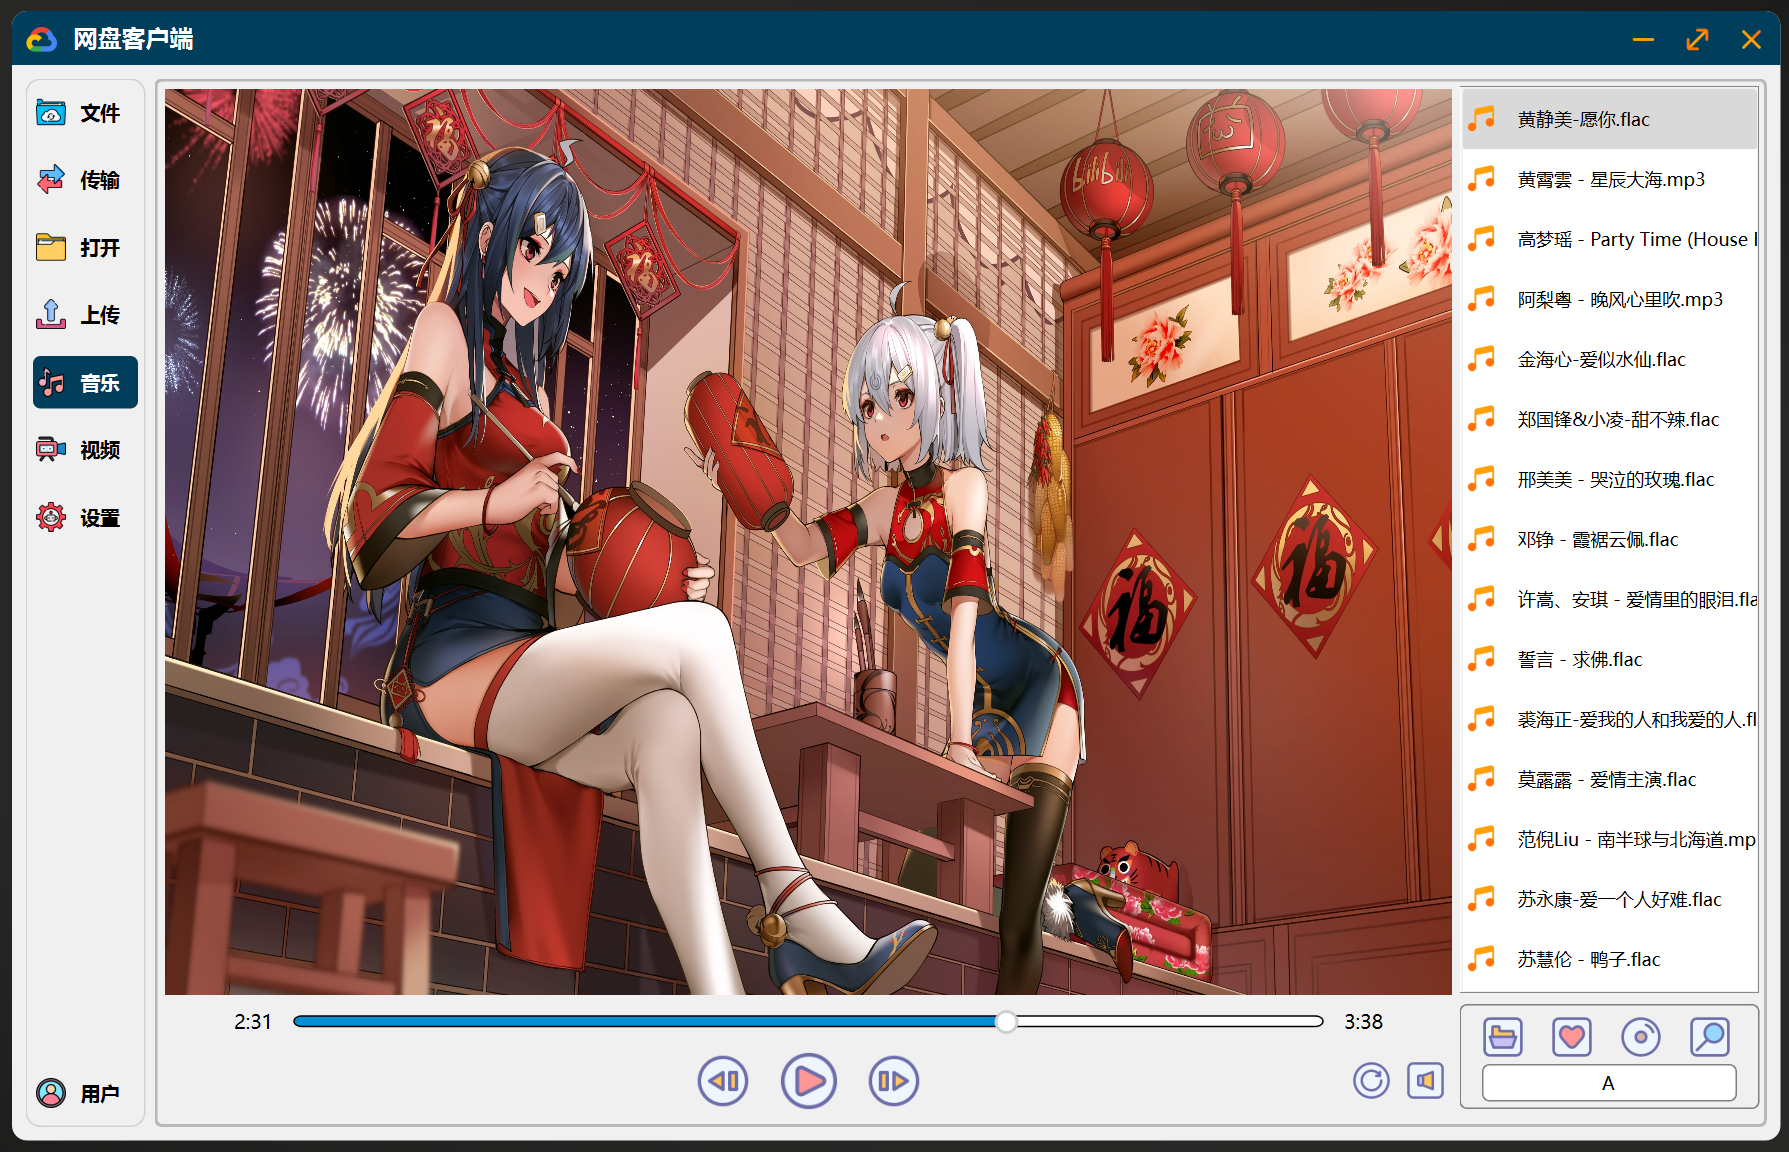 网盘客户端
文件
传输
打开
上传
音乐
视频
设置
用户
福
福
bilibili
福
福
2:31
3:38
黄静美-愿你.flac
黄霄雲 - 星辰大海.mp3
高梦瑶 - Party Time (House
阿梨粤 - 晚风心里吹.mp3
金海心-爱似水仙.flac
郑国锋&小凌-甜不辣.flac
邢美美 - 哭泣的玫瑰.flac
邓铮 - 霞裾云佩.flac
许嵩、安琪 - 爱情里的眼泪.fla
誓言 - 求佛.flac
裘海正-爱我的人和我爱的人.fl
莫露露 - 爱情主演.flac
范倪Liu - 南半球与北海道.mp
苏永康-爱一个人好难.flac
苏慧伦 - 鸭子.flac
A